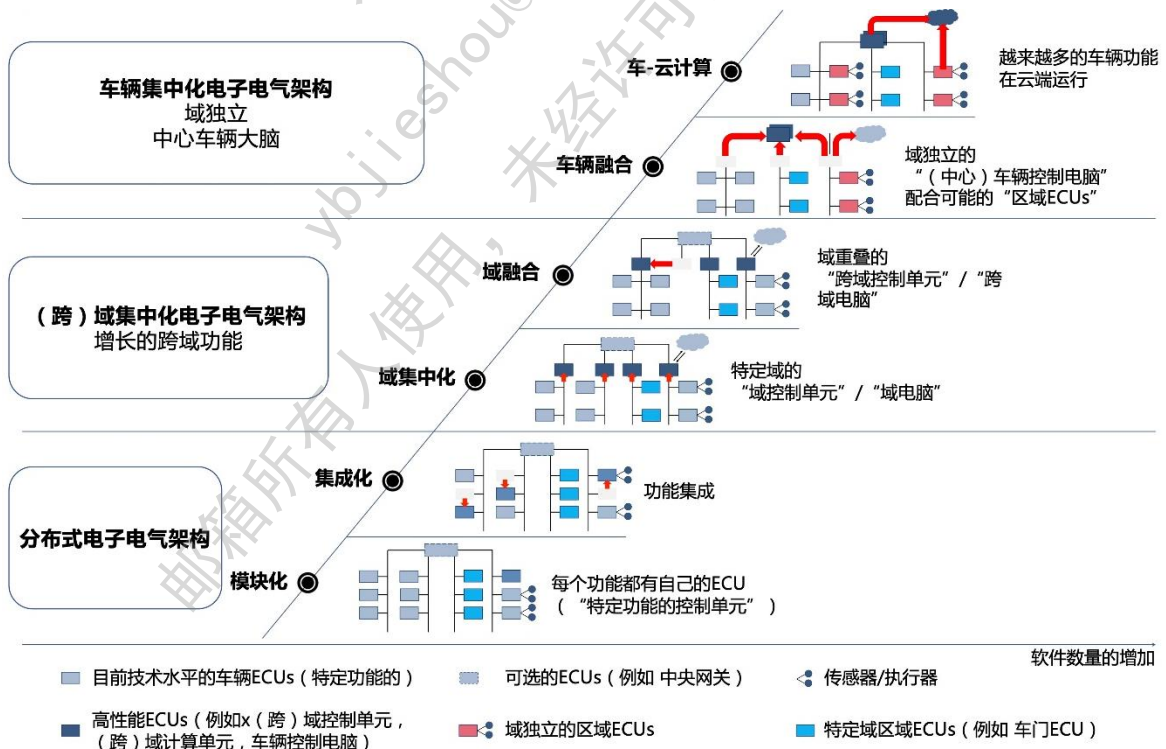 车辆集中化电子电气架构
域独立
中心车辆大脑
车-云计算
越来越多的车辆功能
在云端运行
车辆融合
域独立的
“（中心）车辆控制电脑”
配合可能的“区域ECUs”
（跨）域集中化电子电气架构
增长的跨域功能
域融合
域重叠的
“跨域控制单元”/“跨
域电脑”
域集中化
特定域的
“域控制单元”/“域电脑”
分布式电子电气架构
集成化
功能集成
模块化
每个功能都有自己的ECU
（“特定功能的控制单元”）
软件数量的增加
目前技术水平的车辆ECUs（特定功能的）
可选的ECUs（例如 中央网关）
传感器/执行器
高性能ECUs（例如x（跨）域控制单元，
（跨）域计算单元，车辆控制电脑）
域独立的区域ECUs
特定域区域ECUs（例如 车门ECU）
ybjieshou@
邮箱所有人使用，未经许可